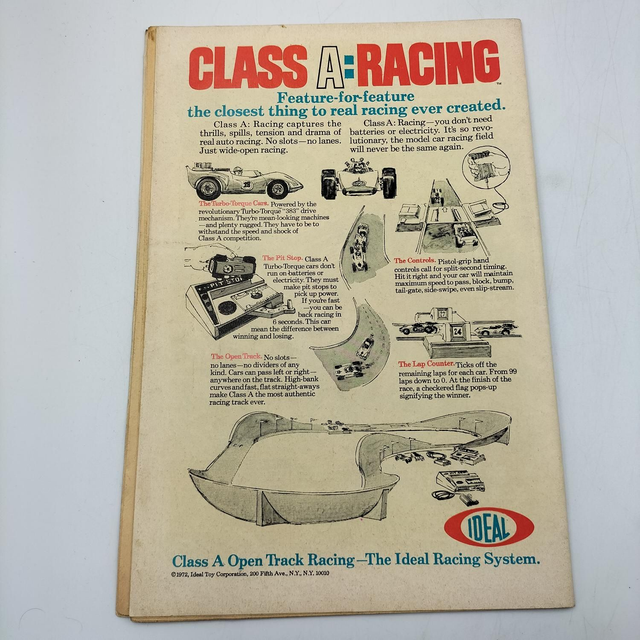 CLASS A: RACING™
Feature-for-feature
the closest thing to real racing ever created.
Class A: Racing captures the
thrills, spills, tension and drama of
real auto racing. No slots—no lanes.
Just wide-open racing.
Class A: Racing—you don't need
batteries or electricity. It's so revo-
lutionary, the model car racing field
will never be the same again.
The Turbo-Torque Cars. Powered by the
revolutionary Turbo-Torque "383" drive
mechanism. They're mean-looking machines
—and plenty rugged. They have to be to
withstand the speed and shock of
Class A competition.
The Pit Stop. Class A
Turbo-Torque cars don't
run on batteries or
electricity. They must
make pit stops to
pick up power.
If you're fast
—you can be
back racing in
6 seconds. This car
mean the difference between
winning and losing.
PIT STOP
The Controls. Pistol-grip hand
controls call for split-second timing.
Hit it right and your car will maintain
maximum speed to pass, block, bump,
tail-gate, side-swipe, even slip-stream.
The Open Track. No slots—
no lanes—no dividers of any
kind. Cars can pass left or right—
anywhere on the track. High-bank
curves and fast, flat straight-aways
make Class A the most authentic
racing track ever.
24
The Lap Counter. Ticks off the
remaining laps for each car. From 99
laps down to 0. At the finish of the
race, a checkered flag pops-up
signifying the winner.
IDEAL
Class A Open Track Racing—The Ideal Racing System.
©1972, Ideal Toy Corporation, 200 Fifth Ave., N.Y., N.Y. 10010